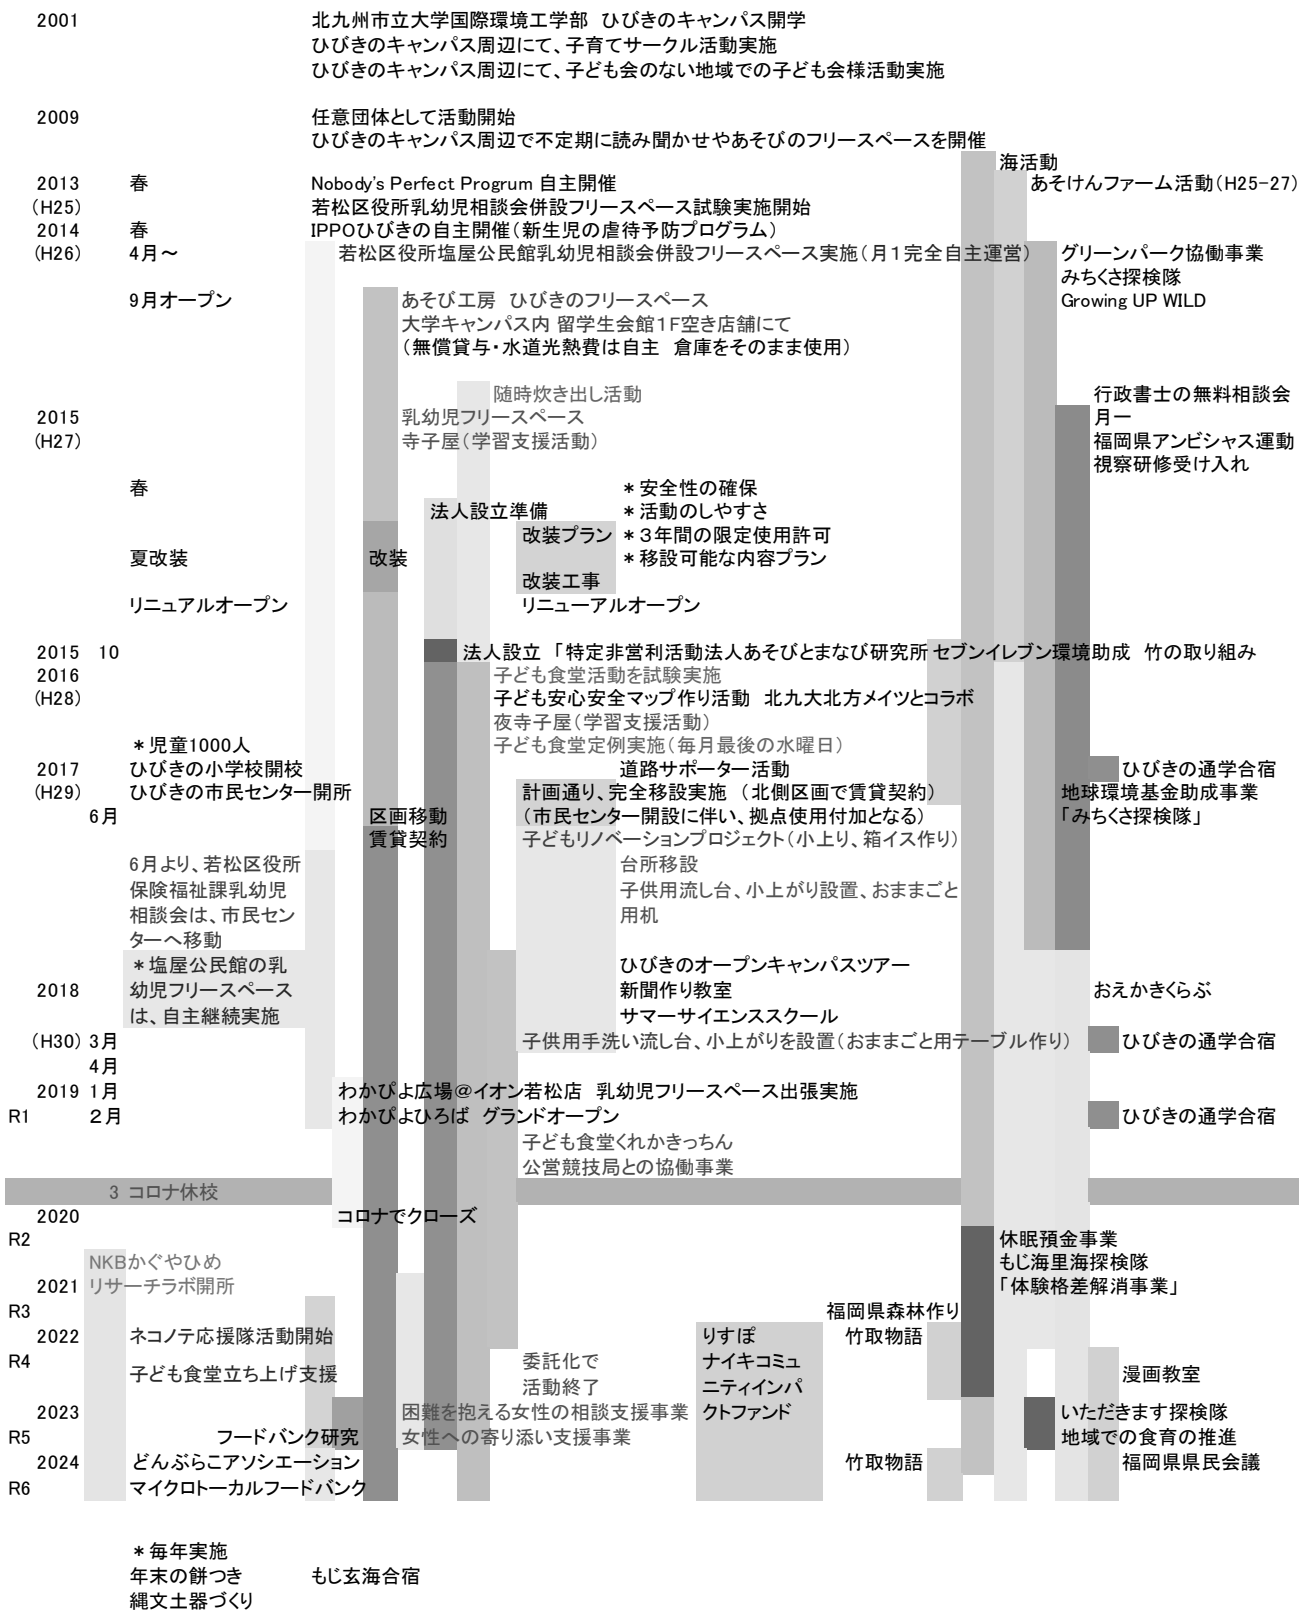 2001 北九州市立大学国際環境工学部 ひびきのキャンパス開学
ひびきのキャンパス周辺にて、子育てサークル活動実施
ひびきのキャンパス周辺にて、子ども会のない地域での子ども会様活動実施
2009 任意団体として活動開始
ひびきのキャンパス周辺で不定期に読み聞かせやあそびのフリースペースを開催
海活動
2013 春 Nobody's Perfect Progrum 自主開催 あそけんファーム活動(H25-27)
(H25) 若松区役所乳幼児相談会併設フリースペース試験実施開始
2014 春 IPPOひびきの自主開催(新生児の虐待予防プログラム)
(H26) 4月~ 若松区役所塩屋公民館乳幼児相談会併設フリースペース実施(月1完全自主運営) グリーンパーク協働事業
みちくさ探検隊
9月オープン あそび工房 ひびきのフリースペース Growing UP WILD
大学キャンパス内 留学生会館1F空き店舗にて
(無償貸与・水道光熱費は自主 倉庫をそのまま使用)
随時炊き出し活動 行政書士の無料相談会
2015 乳幼児フリースペース 月一
(H27) 寺子屋(学習支援活動) 福岡県アンビシャス運動
視察研修受け入れ
春 *安全性の確保
法人設立準備 *活動のしやすさ
改装プラン *3年間の限定使用許可
夏改装 改装 *移設可能な内容プラン
改装工事
リニュアルオープン リニューアルオープン
2015 10 法人設立 「特定非営利活動法人あそびとまなび研究所 セブンイレブン環境助成 竹の取り組み
2016 子ども食堂活動を試験実施
(H28) 子ども安心安全マップ作り活動 北九大北方メイツとコラボ
夜寺子屋(学習支援活動)
*児童1000人 子ども食堂定例実施(毎月最後の水曜日)
2017 ひびきの小学校開校 道路サポーター活動 ひびきの通学合宿
(H29) ひびきの市民センター開所 計画通り、完全移設実施 (北側区画で賃貸契約) 地球環境基金助成事業
6月 区画移動 (市民センター開設に伴い、拠点使用付加となる) 「みちくさ探検隊」
賃貸契約 子どもリノベーションプロジェクト(小上り、箱イス作り)
6月より、若松区役所 台所移設
保険福祉課乳幼児 子供用流し台、小上がり設置、おままごと
相談会は、市民セン 用机
ターへ移動
*塩屋公民館の乳 ひびきのオープンキャンパスツアー
2018 幼児フリースペース 新聞作り教室 おえかきくらぶ
は、自主継続実施 サマーサイエンススクール
(H30) 3月 子供用手洗い流し台、小上がりを設置(おままごと用テーブル作り) ひびきの通学合宿
4月
2019 1月 わかぴよ広場@イオン若松店 乳幼児フリースペース出張実施
R1 2月 わかぴよひろば グランドオープン ひびきの通学合宿
子ども食堂くれかきっちん
公営競技局との協働事業
3 コロナ休校
2020 コロナでクローズ
R2 休眠預金事業
NKBかぐやひめ もじ海里海探検隊
2021 リサーチラボ開所 「体験格差解消事業」
R3 福岡県森林作り
2022 ネコノテ応援隊活動開始 りすぽ 竹取物語
R4 子ども食堂立ち上げ支援 委託化で ナイキコミュ 漫画教室
活動終了 ニティインパ
2023 困難を抱える女性の相談支援事業 クトファンド いただきます探検隊
R5 フードバンク研究 女性への寄り添い支援事業 地域での食育の推進
2024 どんぶらこアソシエーション 竹取物語 福岡県県民会議
R6 マイクロトーカルフードバンク
*毎年実施
年末の餅つき もじ玄海合宿
縄文土器づくり